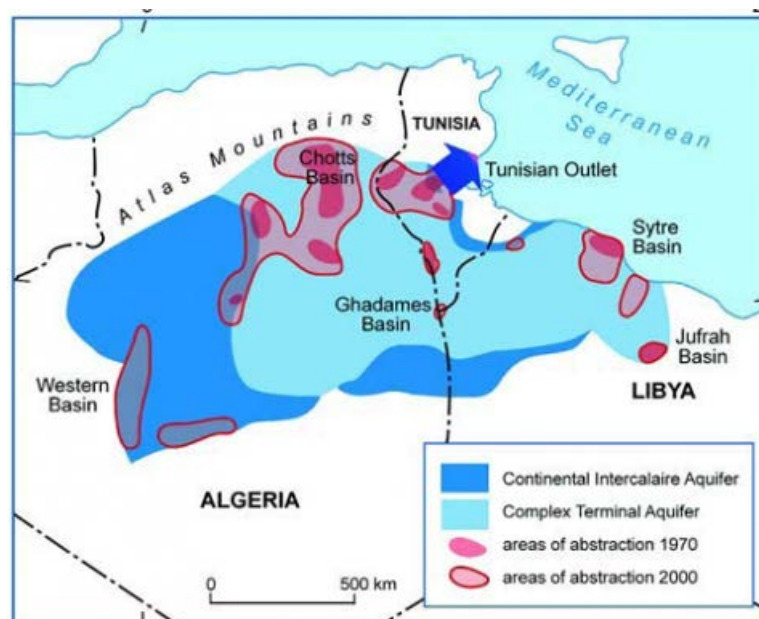 Mediterranean
Sea
Atlas Mountains
TUNISIA
Chotts
Basin
Tunisian Outlet
Sytre
Basin
Ghadames
Basin
Jufrah
Basin
Western
Basin
LIBYA
ALGERIA
Continental Intercalaire Aquifer
Complex Terminal Aquifer
areas of abstraction 1970
areas of abstraction 2000
0 500 km